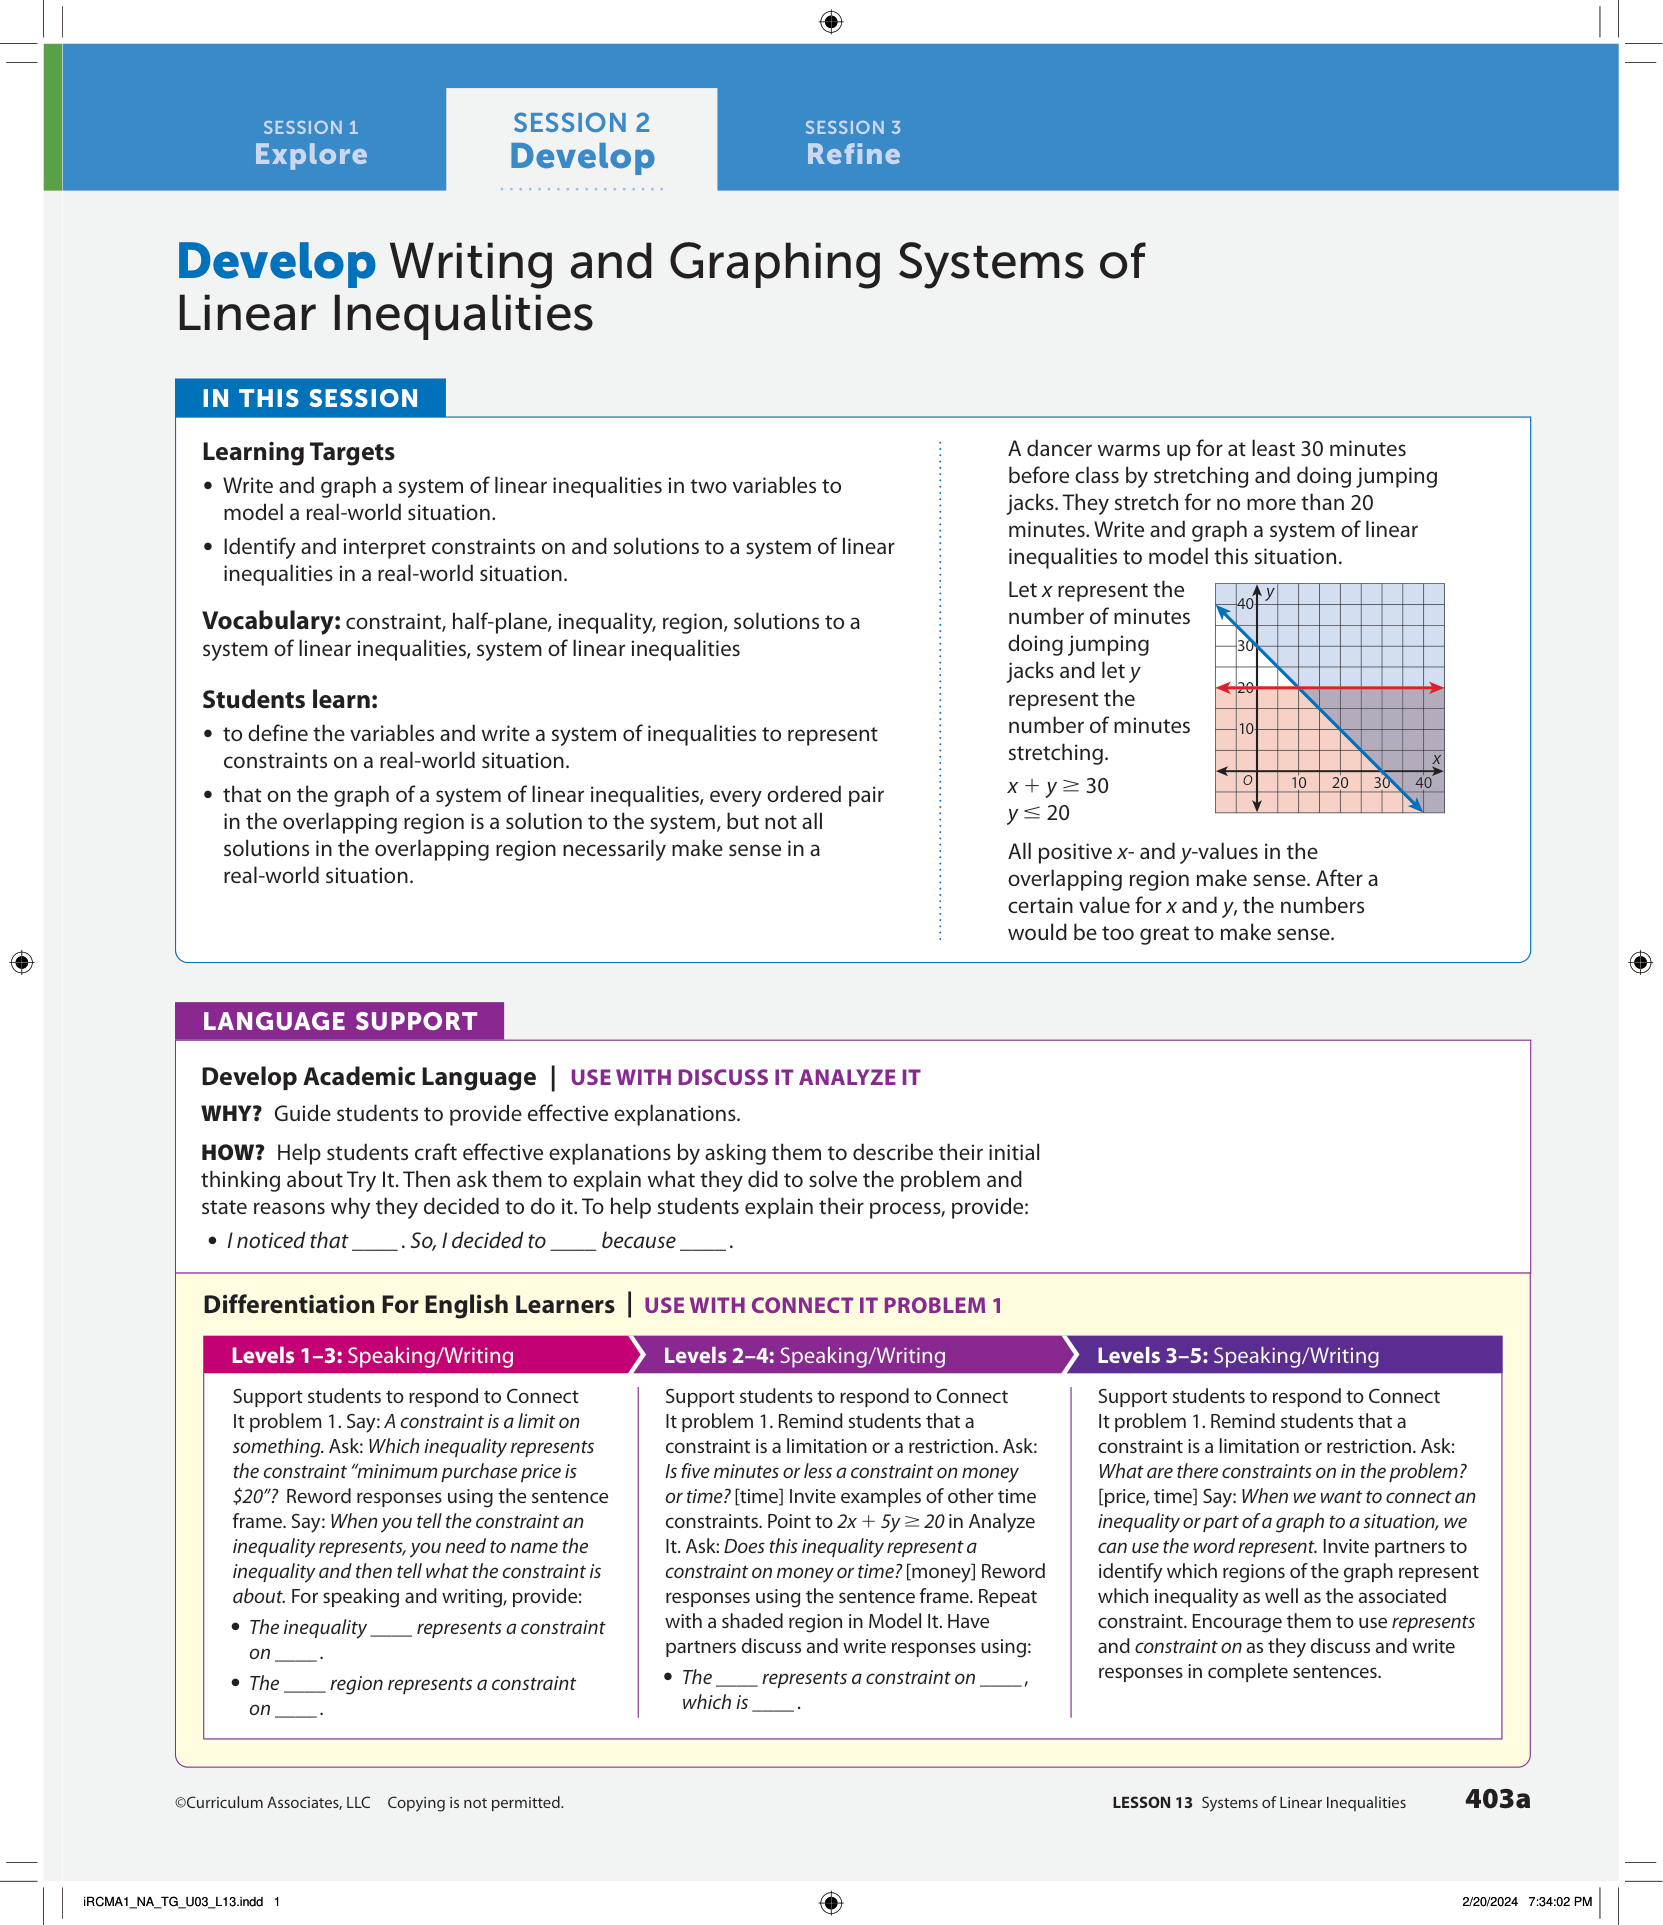 SESSION 1
Explore
SESSION 2
Develop
SESSION 3
Refine
Develop Writing and Graphing Systems of
Linear Inequalities
IN THIS SESSION
Learning Targets
• Write and graph a system of linear inequalities in two variables to
model a real-world situation.
• Identify and interpret constraints on and solutions to a system of linear
inequalities in a real-world situation.
Vocabulary: constraint, half-plane, inequality, region, solutions to a
system of linear inequalities, system of linear inequalities
Students learn:
• to define the variables and write a system of inequalities to represent
constraints on a real-world situation.
• that on the graph of a system of linear inequalities, every ordered pair
in the overlapping region is a solution to the system, but not all
solutions in the overlapping region necessarily make sense in a
real-world situation.
A dancer warms up for at least 30 minutes
before class by stretching and doing jumping
jacks. They stretch for no more than 20
minutes. Write and graph a system of linear
inequalities to model this situation.
Let x represent the
number of minutes
doing jumping
jacks and let y
represent the
number of minutes
stretching.
x + y ≥ 30
y ≤ 20
y
40
30
20
10
x
O 10 20 30 40
All positive x- and y-values in the
overlapping region make sense. After a
certain value for x and y, the numbers
would be too great to make sense.
LANGUAGE SUPPORT
Develop Academic Language | USE WITH DISCUSS IT ANALYZE IT
WHY? Guide students to provide effective explanations.
HOW? Help students craft effective explanations by asking them to describe their initial
thinking about Try It. Then ask them to explain what they did to solve the problem and
state reasons why they decided to do it. To help students explain their process, provide:
• I noticed that ____ . So, I decided to ____ because ____ .
Differentiation For English Learners | USE WITH CONNECT IT PROBLEM 1
Levels 1–3: Speaking/Writing
Support students to respond to Connect
It problem 1. Say: A constraint is a limit on
something. Ask: Which inequality represents
the constraint “minimum purchase price is
$20”? Reword responses using the sentence
frame. Say: When you tell the constraint an
inequality represents, you need to name the
inequality and then tell what the constraint is
about. For speaking and writing, provide:
• The inequality ____ represents a constraint
on ____ .
• The ____ region represents a constraint
on ____ .
Levels 2–4: Speaking/Writing
Support students to respond to Connect
It problem 1. Remind students that a
constraint is a limitation or a restriction. Ask:
Is five minutes or less a constraint on money
or time? [time] Invite examples of other time
constraints. Point to 2x + 5y ≥ 20 in Analyze
It. Ask: Does this inequality represent a
constraint on money or time? [money] Reword
responses using the sentence frame. Repeat
with a shaded region in Model It. Have
partners discuss and write responses using:
• The ____ represents a constraint on ____ ,
which is ____ .
Levels 3–5: Speaking/Writing
Support students to respond to Connect
It problem 1. Remind students that a
constraint is a limitation or restriction. Ask:
What are there constraints on in the problem?
[price, time] Say: When we want to connect an
inequality or part of a graph to a situation, we
can use the word represent. Invite partners to
identify which regions of the graph represent
which inequality as well as the associated
constraint. Encourage them to use represents
and constraint on as they discuss and write
responses in complete sentences.
©Curriculum Associates, LLC Copying is not permitted.
LESSON 13 Systems of Linear Inequalities 403a
iRCMA1_NA_TG_U03_L13.indd 1
2/20/2024 7:34:02 PM